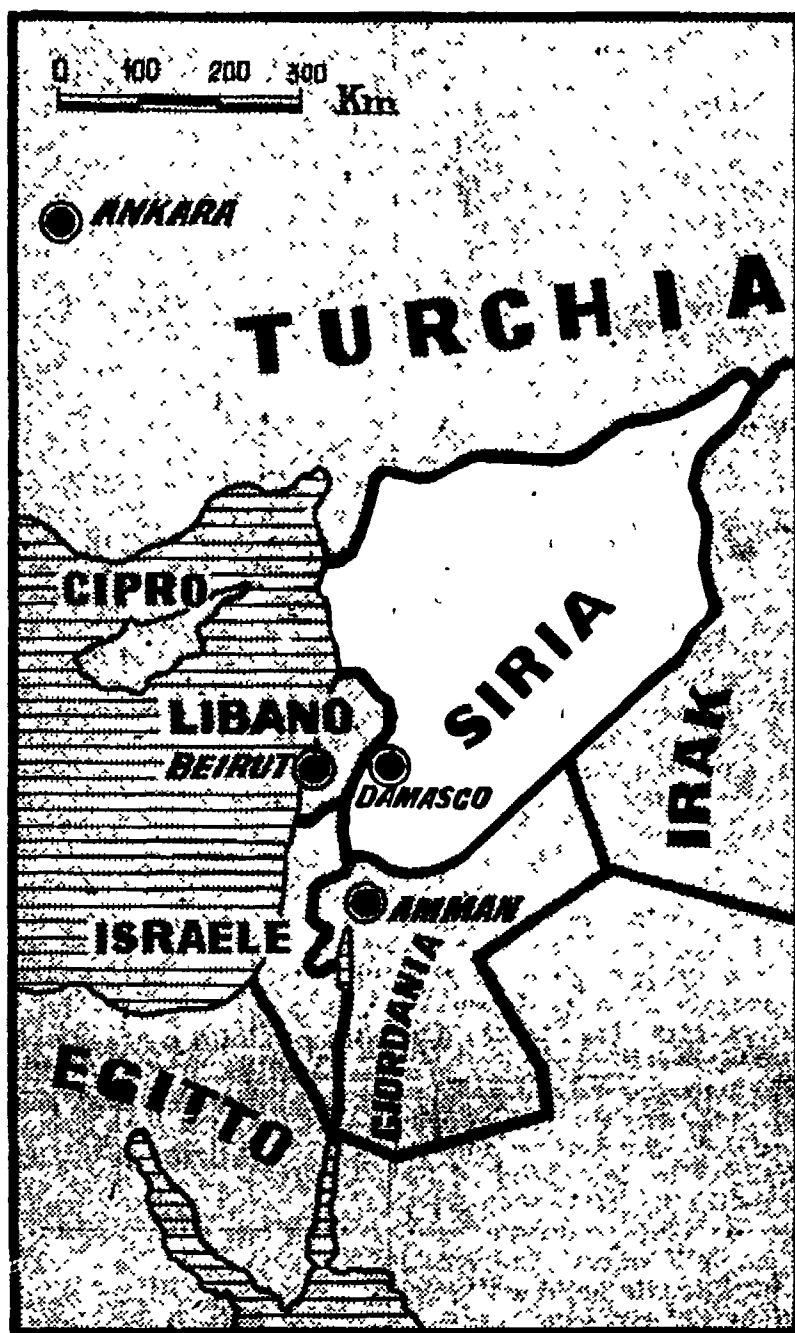 0 100 200 300 Km
ANKARA
TURCHIA
CIPRO
SIRIA
LIBANO
BEIRUT
DAMASCO
IRAK
AMMAN
ISRAELE
GIORDANIA
EGITTO